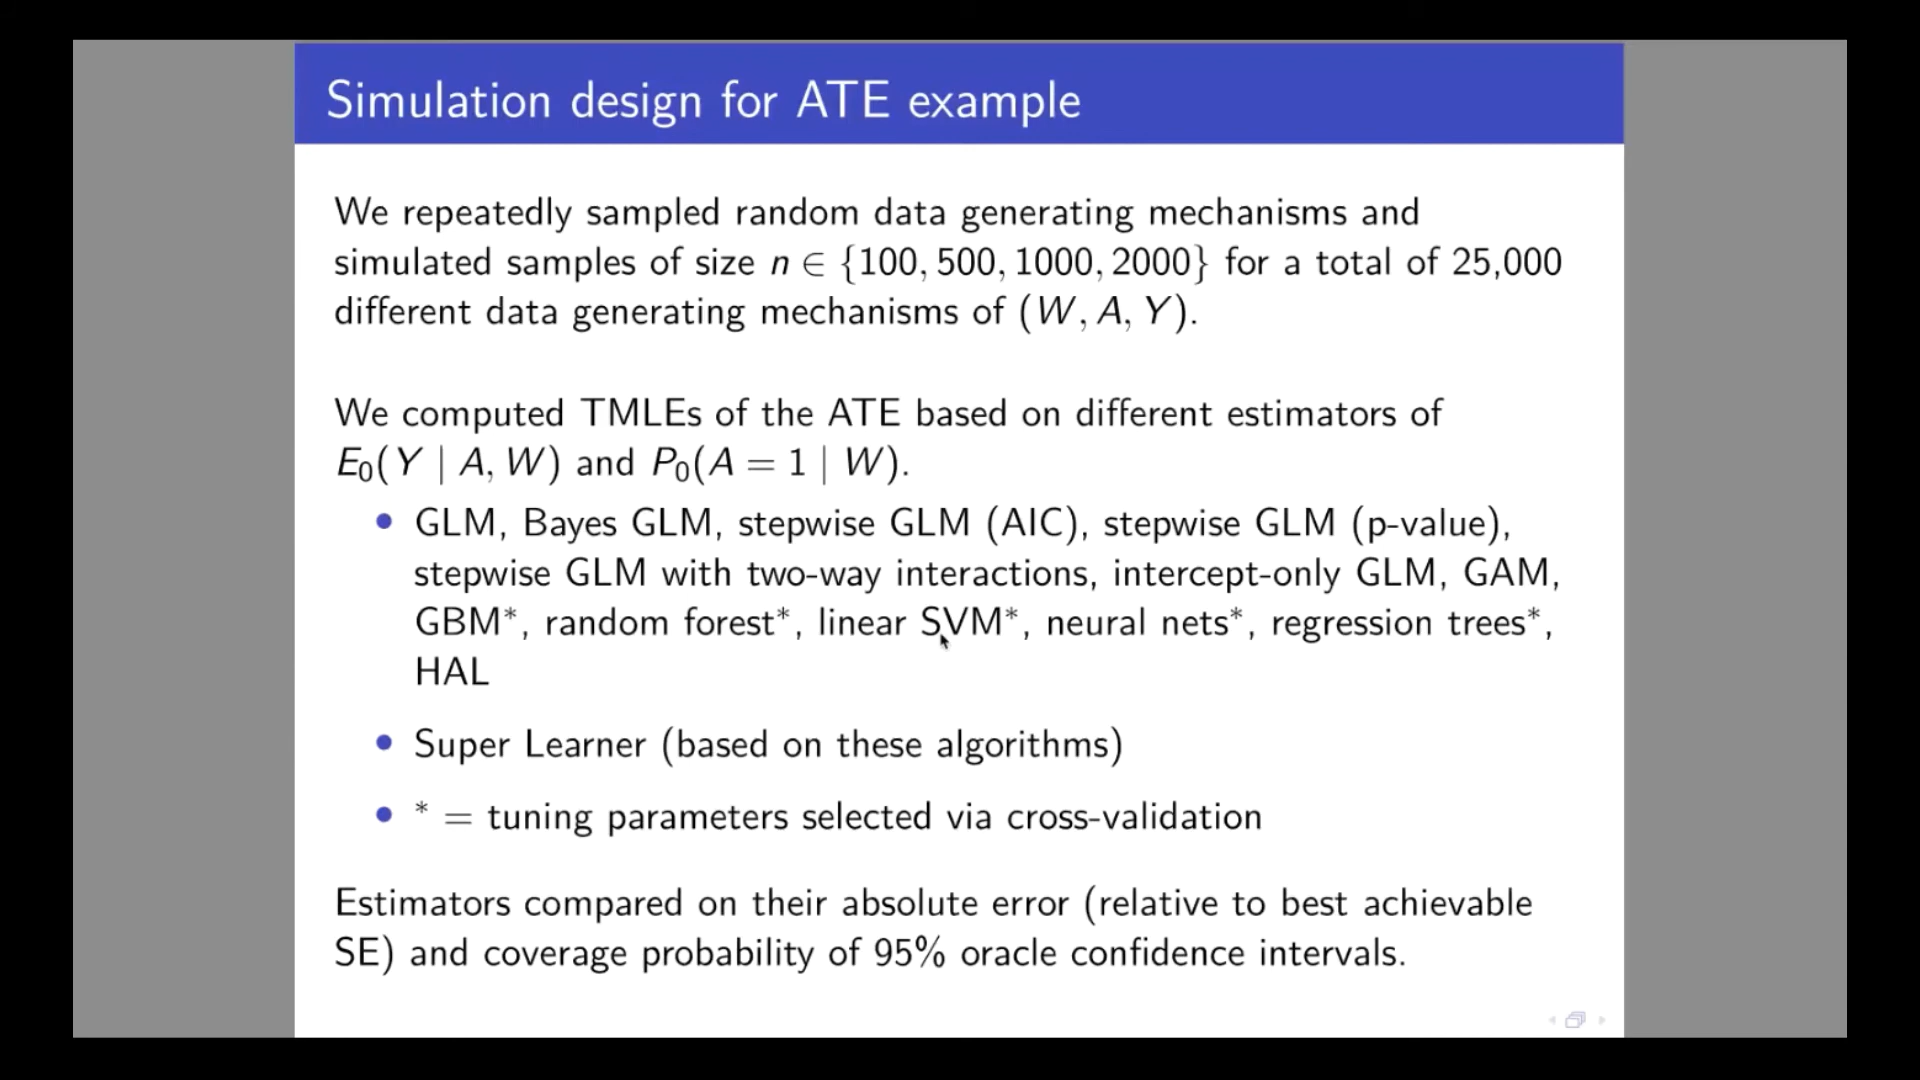 Simulation design for ATE example
We repeatedly sampled random data generating mechanisms and
simulated samples of size n ∈ {100, 500, 1000, 2000} for a total of 25,000
different data generating mechanisms of (W, A, Y).
We computed TMLEs of the ATE based on different estimators of
E₀(Y | A, W) and P₀(A = 1 | W).
• GLM, Bayes GLM, stepwise GLM (AIC), stepwise GLM (p-value),
stepwise GLM with two-way interactions, intercept-only GLM, GAM,
GBM*, random forest*, linear SVM*, neural nets*, regression trees*,
HAL
• Super Learner (based on these algorithms)
• * = tuning parameters selected via cross-validation
Estimators compared on their absolute error (relative to best achievable
SE) and coverage probability of 95% oracle confidence intervals.